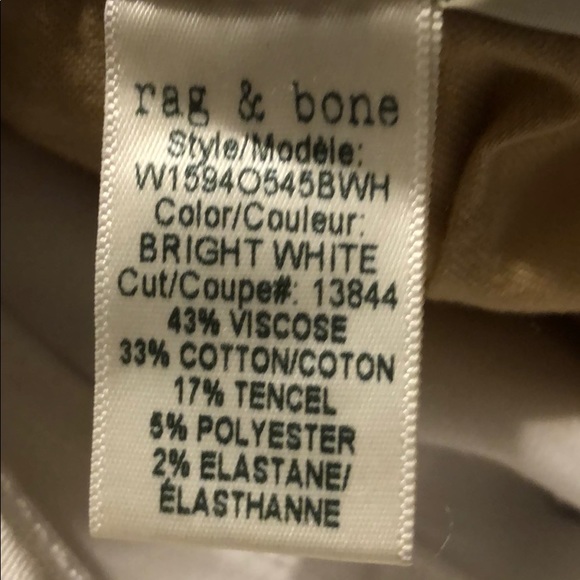 rag & bone
Style/Modèle:
W1594O545BWH
Color/Couleur:
BRIGHT WHITE
Cut/Coupe#: 13844
43% VISCOSE
33% COTTON/COTON
17% TENCEL
5% POLYESTER
2% ELASTANE/
ÉLASTHANNE